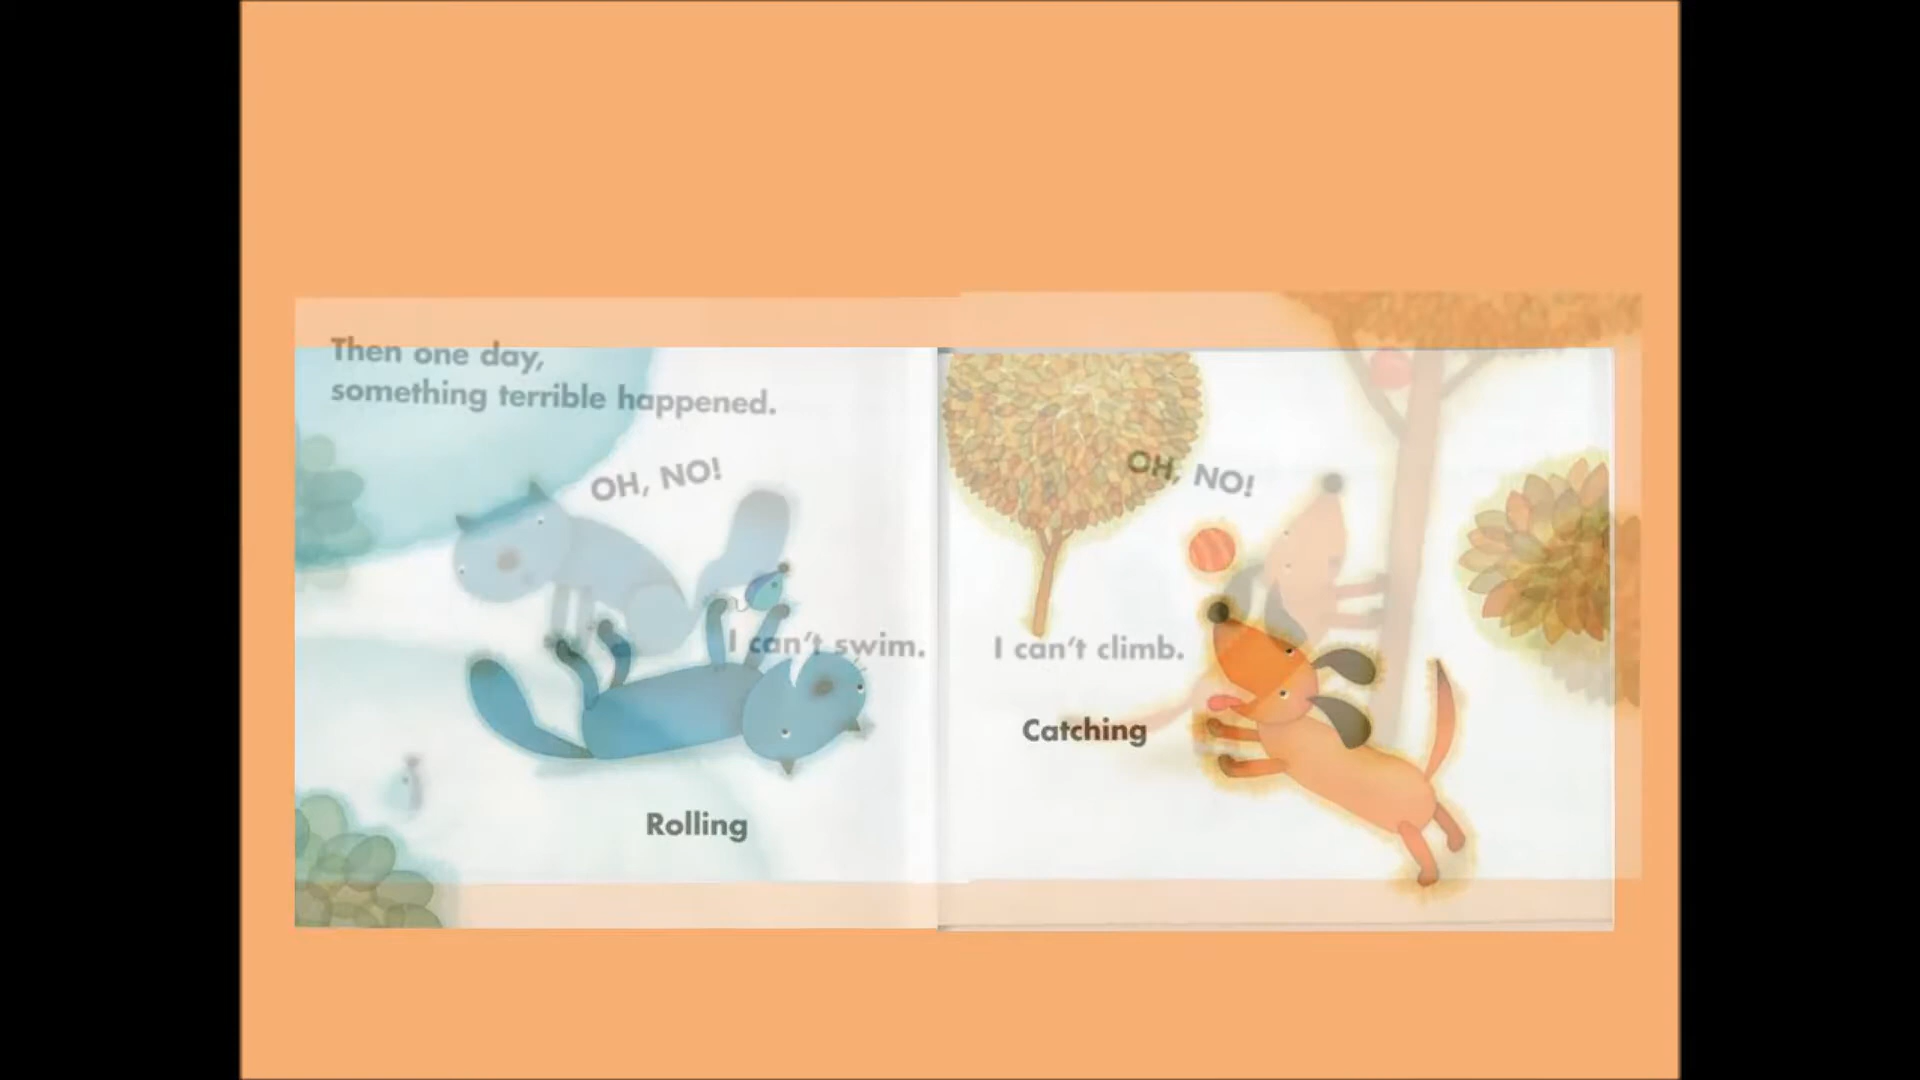 Then one day,
something terrible happened.
OH, NO!
OH, NO!
I can't swim.
I can't climb.
Catching
Rolling